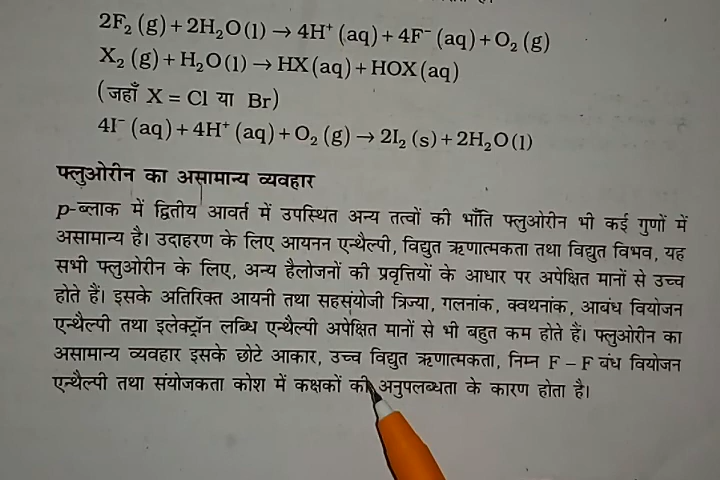 2F₂(g)+2H₂O(l)→4H⁺(aq)+4F⁻(aq)+O₂(g)
X₂(g)+H₂O(l)→HX(aq)+HOX(aq)
(जहाँ X = Cl या Br)
4I⁻(aq)+4H⁺(aq)+O₂(g)→2I₂(s)+2H₂O(l)
फ्लुओरीन का असामान्य व्यवहार
p-ब्लाक में द्वितीय आवर्त में उपस्थित अन्य तत्वों की भाँति फ्लुओरीन भी कई गुणों में
असामान्य है। उदाहरण के लिए आयनन एन्थैल्पी, विद्युत ऋणात्मकता तथा विद्युत विभव, यह
सभी फ्लुओरीन के लिए, अन्य हैलोजनों की प्रवृत्तियों के आधार पर अपेक्षित मानों से उच्च
होते हैं। इसके अतिरिक्त आयनी तथा सहसंयोजी त्रिज्या, गलनांक, क्वथनांक, आबंध वियोजन
एन्थैल्पी तथा इलेक्ट्रॉन लब्धि एन्थैल्पी अपेक्षित मानों से भी बहुत कम होते हैं। फ्लुओरीन का
असामान्य व्यवहार इसके छोटे आकार, उच्च विद्युत ऋणात्मकता, निम्न F – F बंध वियोजन
एन्थैल्पी तथा संयोजकता कोश में कक्षकों की अनुपलब्धता के कारण होता है।